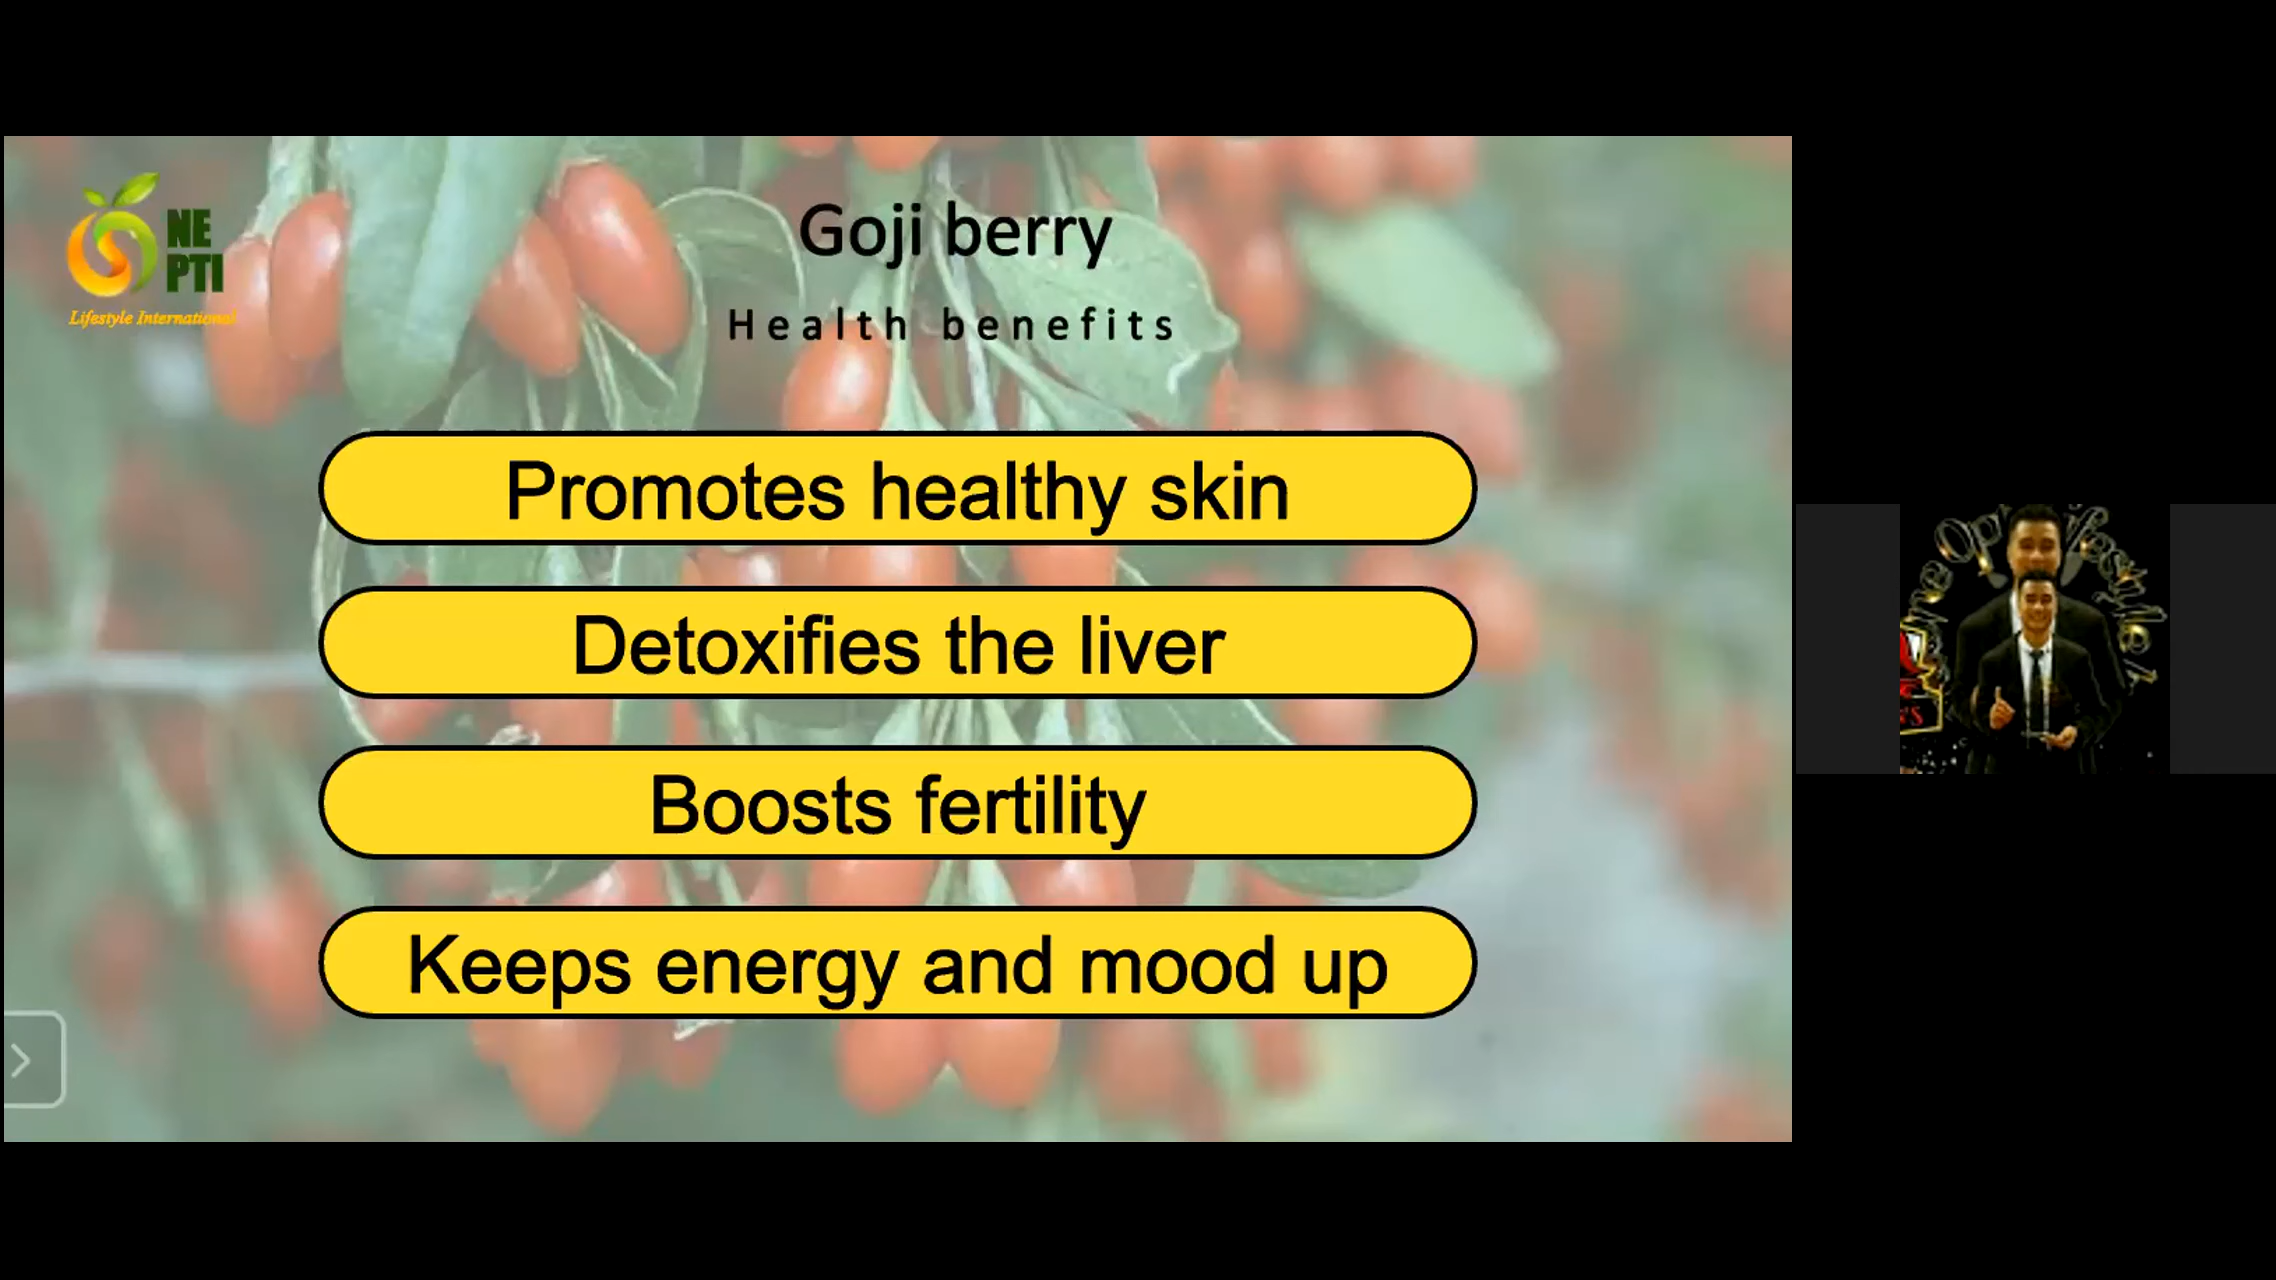 NE
PTI
Lifestyle International
Goji berry
Health benefits
Promotes healthy skin
Detoxifies the liver
Boosts fertility
Keeps energy and mood up